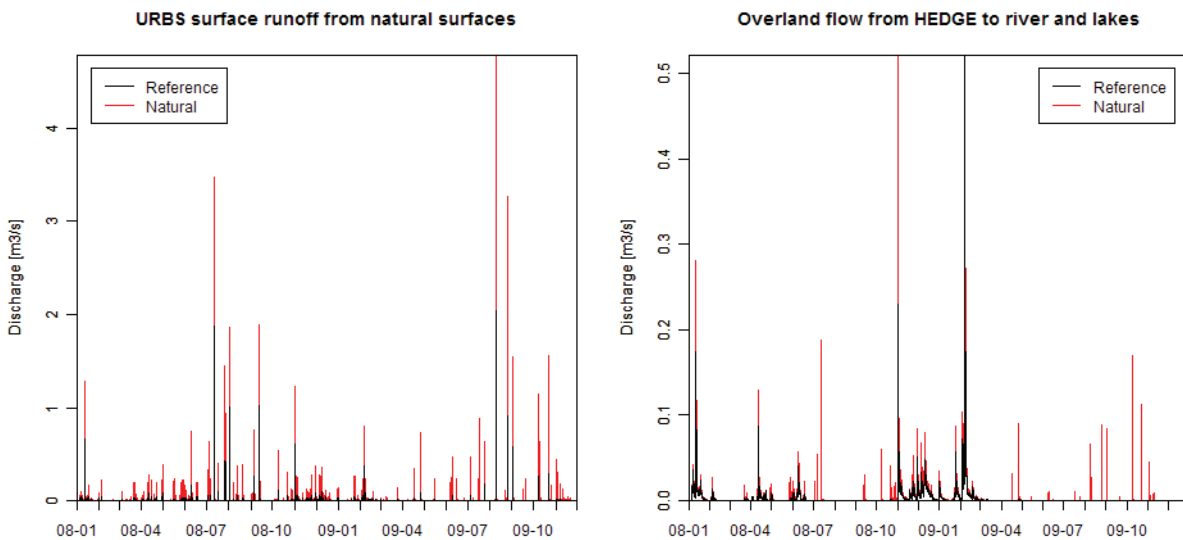 URBS surface runoff from natural surfaces
Reference
Natural
Discharge [m3/s]
4
3
2
1
0
08-01 08-04 08-07 08-10 09-01 09-04 09-07 09-10
Overland flow from HEDGE to river and lakes
Reference
Natural
Discharge [m3/s]
0.5
0.4
0.3
0.2
0.1
0.0
08-01 08-04 08-07 08-10 09-01 09-04 09-07 09-10